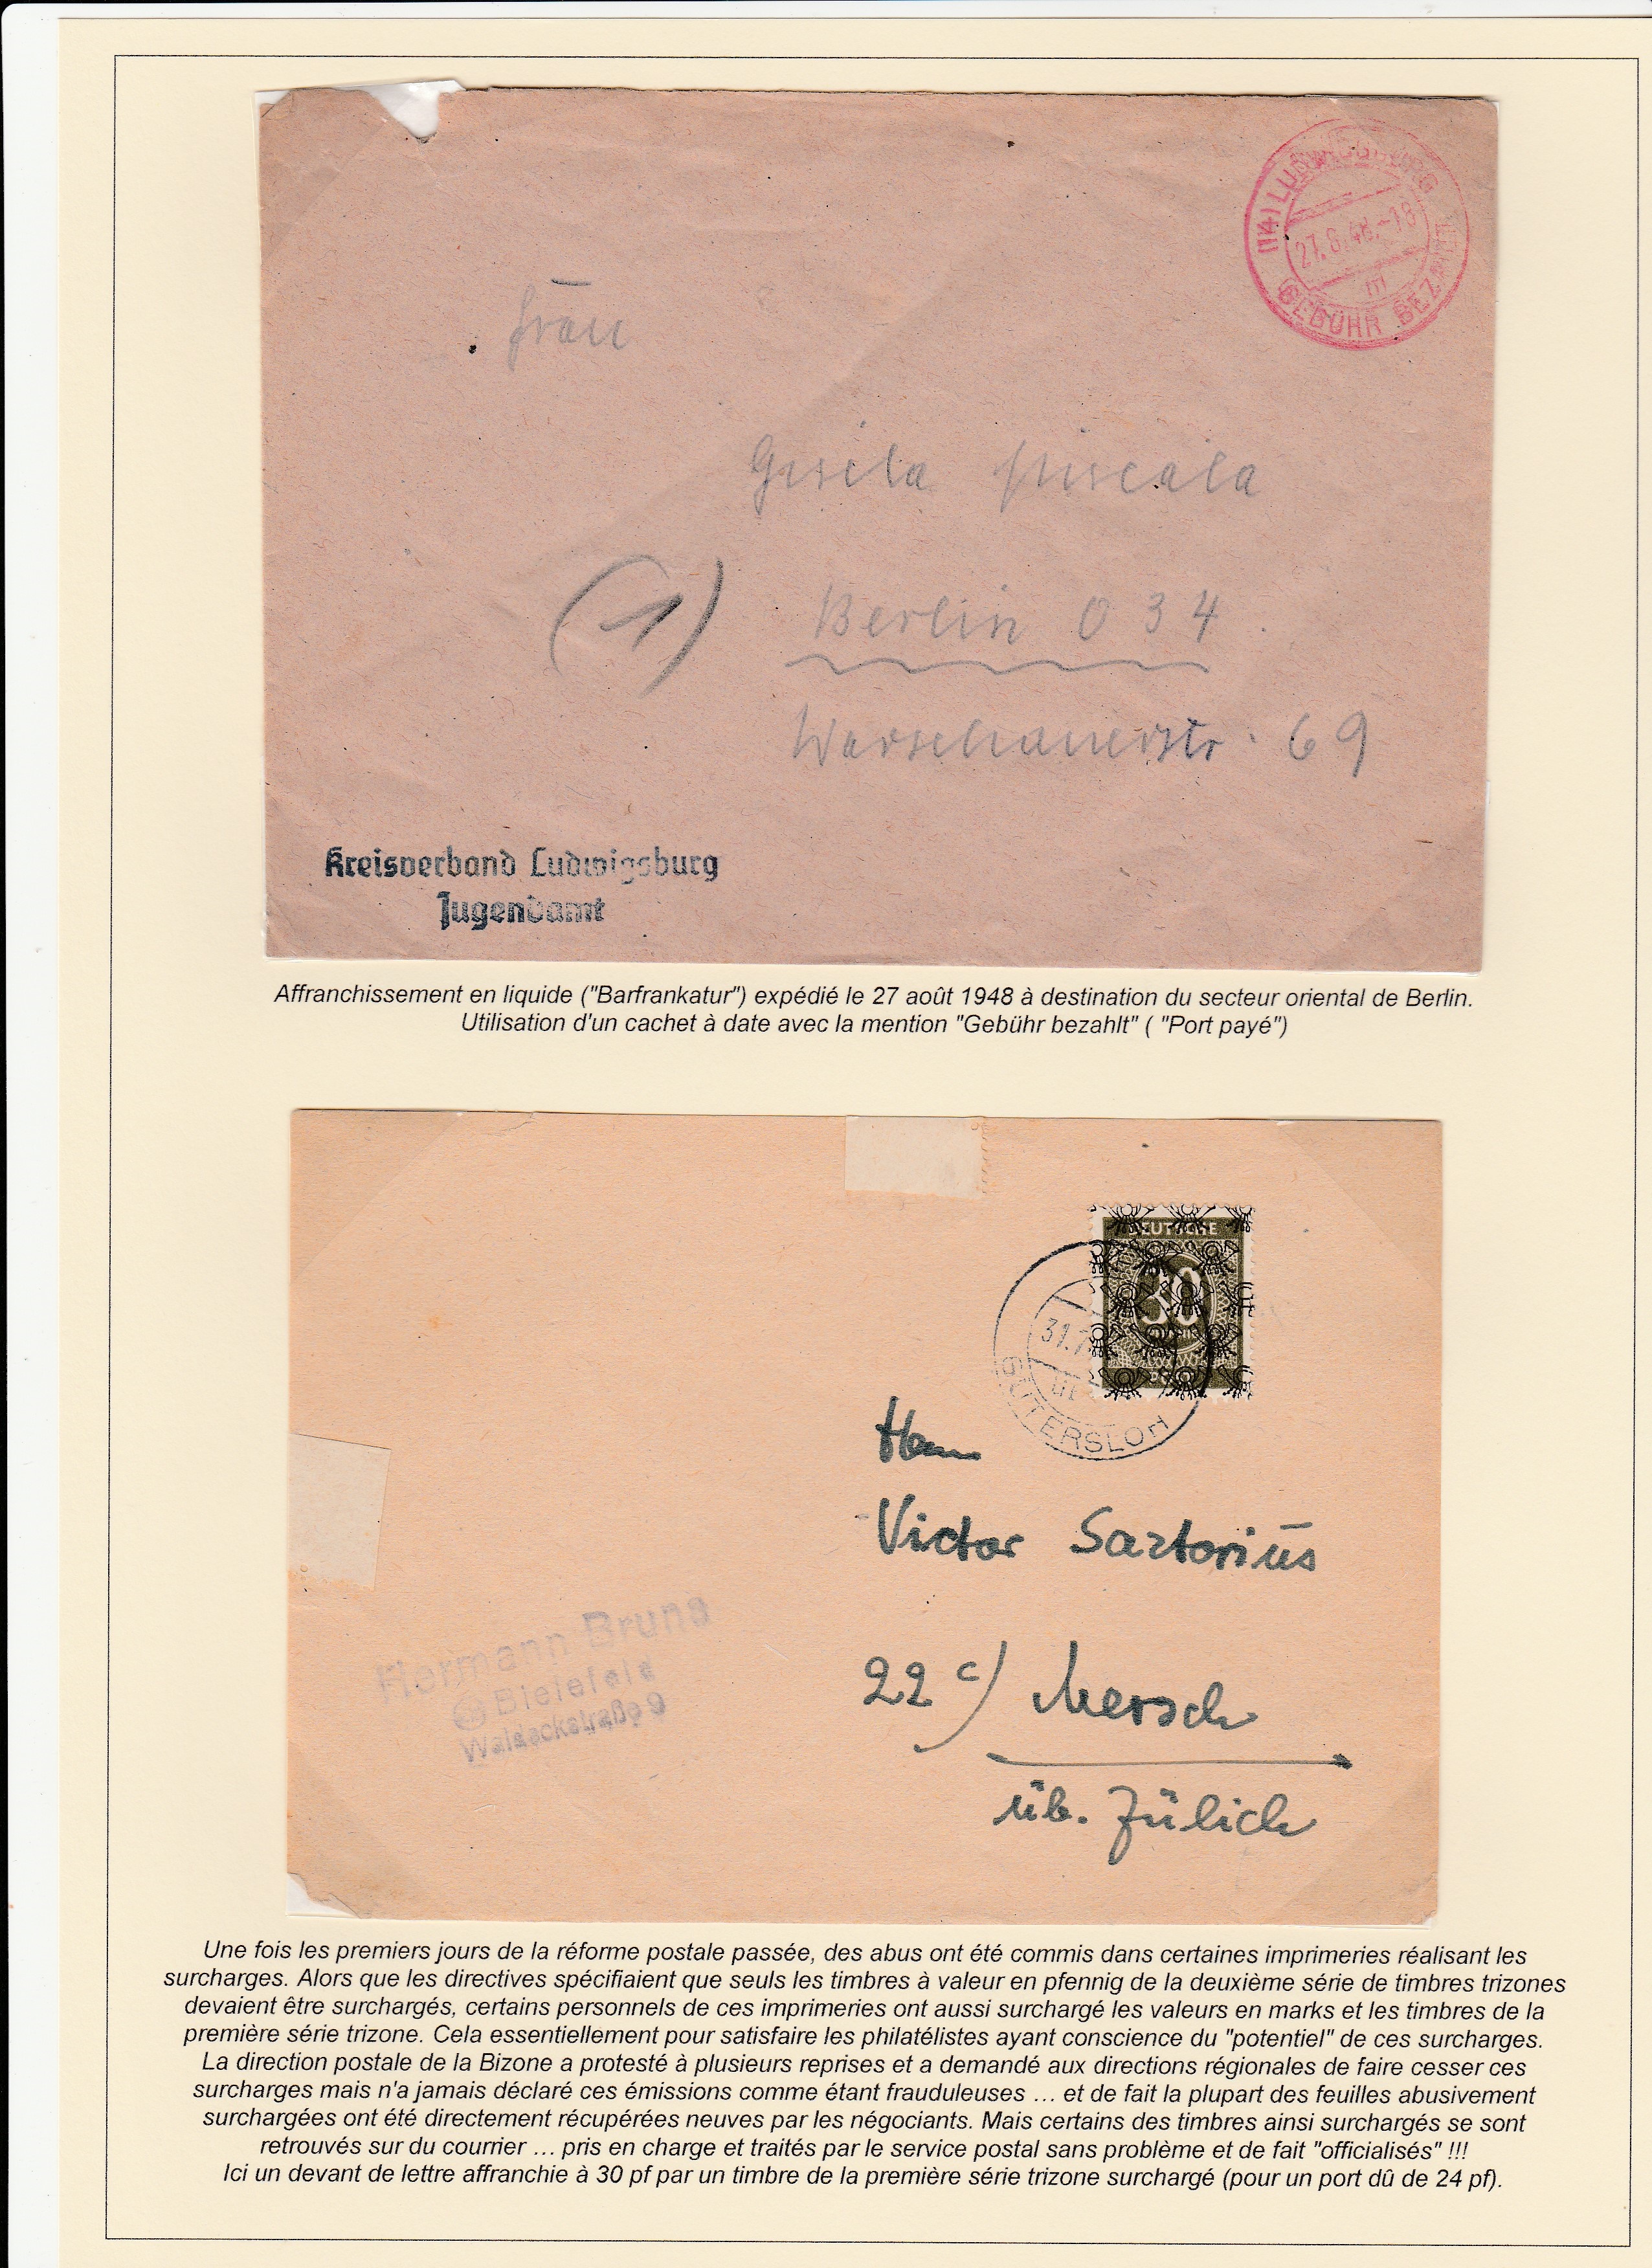 (14) LUDWIGSBURG
27.8.48.-18
m
GEBÜHR BEZAHLT
Frau
Gisela Piscala
(1) Berlin O 34
Warschauerstr. 69
Kreisverband Ludwigsburg
Jugendamt
Affranchissement en liquide ("Barfrankatur") expédié le 27 août 1948 à destination du secteur oriental de Berlin.
Utilisation d'un cachet à date avec la mention "Gebühr bezahlt" ( "Port payé")
DEUTSCHE
30
31.7
GÜTERSLOH
Herrn
Victor Sartorius
22 c) Mersch
üb. Zülich
Hermann Bruns
Bielefeld
Waldeckstraße 9
Une fois les premiers jours de la réforme postale passée, des abus ont été commis dans certaines imprimeries réalisant les
surcharges. Alors que les directives spécifiaient que seuls les timbres à valeur en pfennig de la deuxième série de timbres trizones
devaient être surchargés, certains personnels de ces imprimeries ont aussi surchargé les valeurs en marks et les timbres de la
première série trizone. Cela essentiellement pour satisfaire les philatélistes ayant conscience du "potentiel" de ces surcharges.
La direction postale de la Bizone a protesté à plusieurs reprises et a demandé aux directions régionales de faire cesser ces
surcharges mais n'a jamais déclaré ces émissions comme étant frauduleuses … et de fait la plupart des feuilles abusivement
surchargées ont été directement récupérées neuves par les négociants. Mais certains des timbres ainsi surchargés se sont
retrouvés sur du courrier … pris en charge et traités par le service postal sans problème et de fait "officialisés" !!!
Ici un devant de lettre affranchie à 30 pf par un timbre de la première série trizone surchargé (pour un port dû de 24 pf).